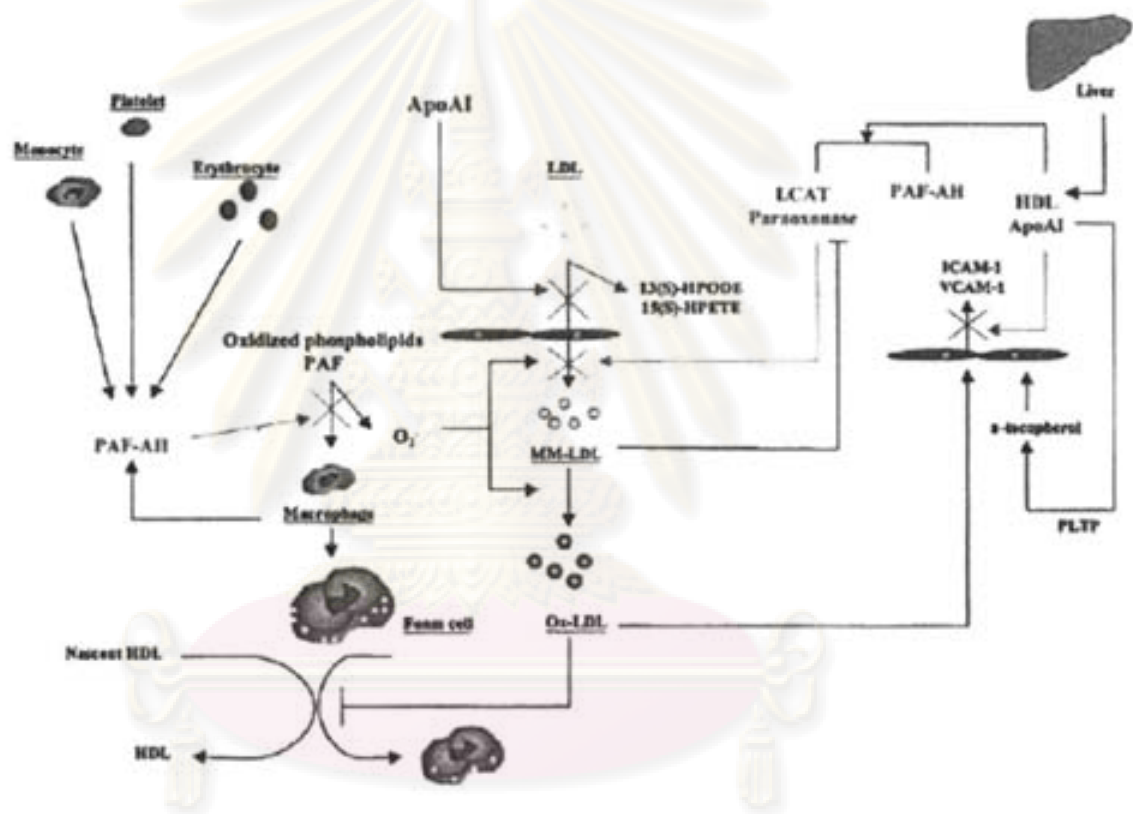 Liver
Platelet
ApoAI
Monocyte
Erythrocyte
LDL
LCAT
Paraoxonase
PAF-AH
HDL
ApoAI
ICAM-1
VCAM-1
13(S)-HPODE
15(S)-HPETE
Oxidized phospholipids
PAF
PAF-AH
O₂⁻
MM-LDL
α-tocopherol
Macrophage
PLTP
Foam cell
Ox-LDL
Nascent HDL
HDL